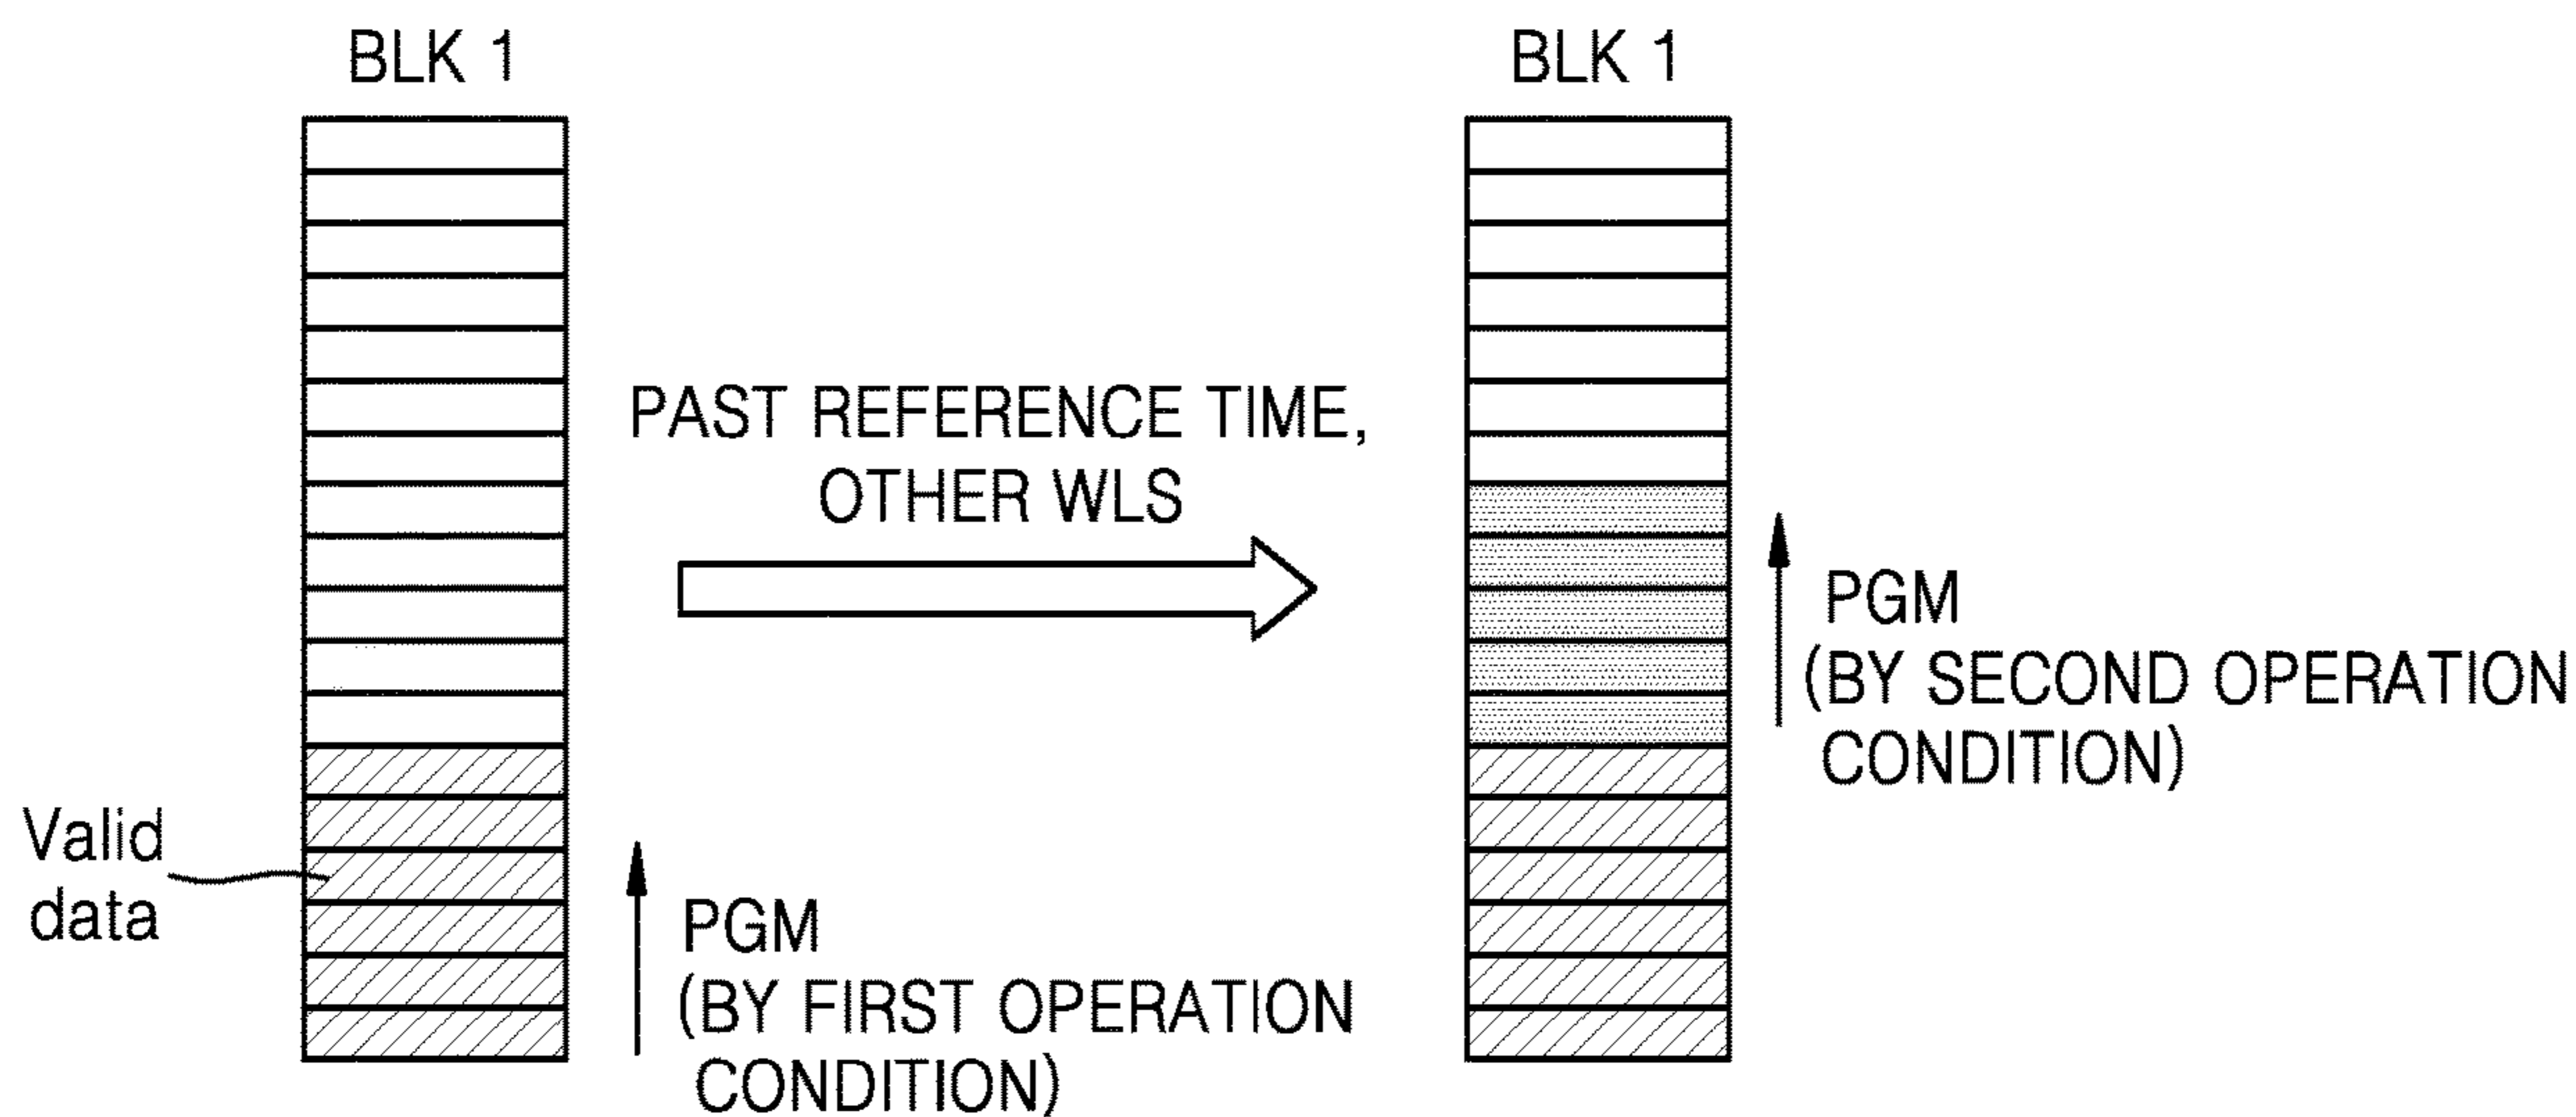 BLK 1
BLK 1
PAST REFERENCE TIME,
OTHER WLS
PGM
(BY SECOND OPERATION
CONDITION)
Valid
data
PGM
(BY FIRST OPERATION
CONDITION)